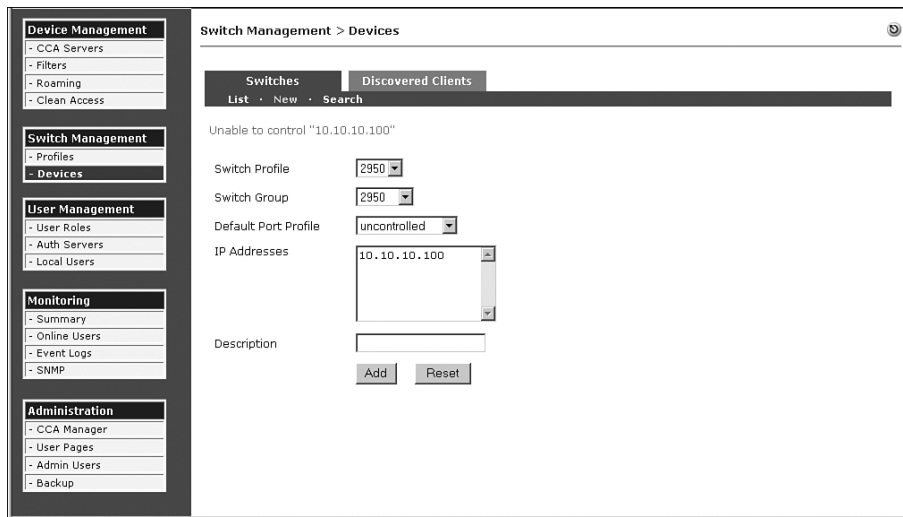 Device Management
- CCA Servers
- Filters
- Roaming
- Clean Access
Switch Management
- Profiles
- Devices
User Management
- User Roles
- Auth Servers
- Local Users
Monitoring
- Summary
- Online Users
- Event Logs
- SNMP
Administration
- CCA Manager
- User Pages
- Admin Users
- Backup
Switch Management > Devices
Switches Discovered Clients
List · New · Search
Unable to control "10.10.10.100"
Switch Profile 2950
Switch Group 2950
Default Port Profile uncontrolled
IP Addresses 10.10.10.100
Description
Add Reset